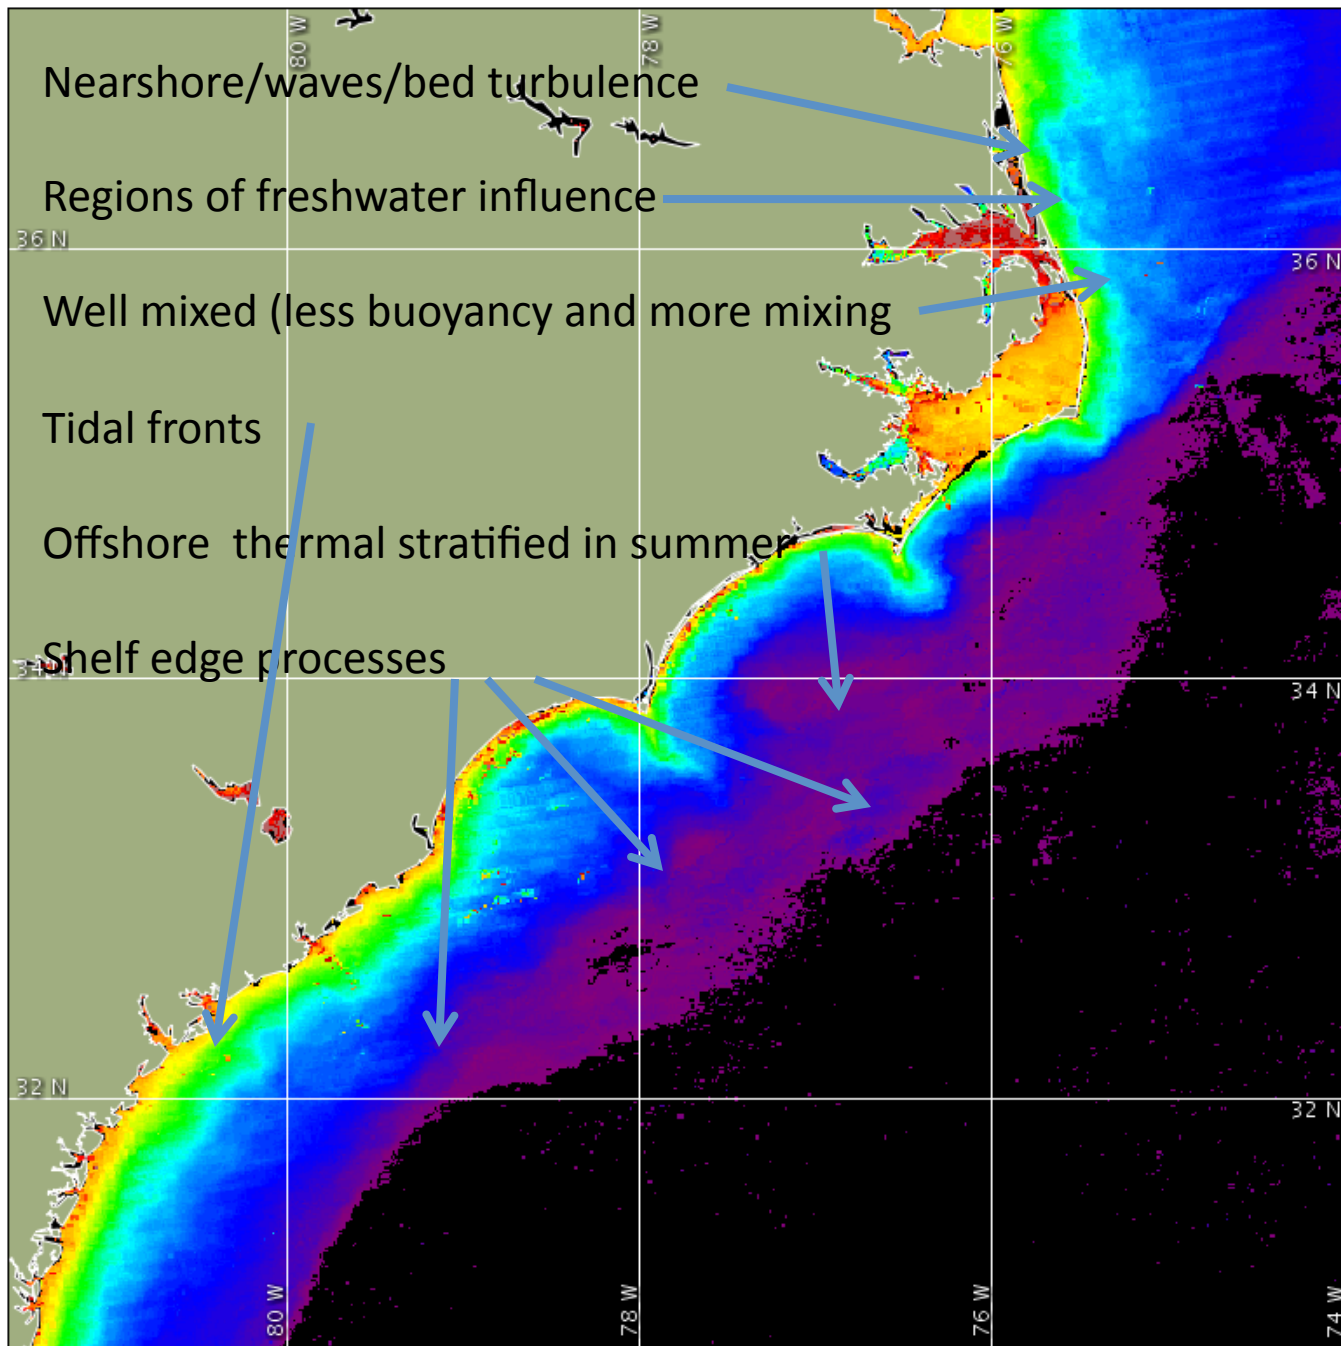 80 W
78 W
76 W
Nearshore/waves/bed turbulence
Regions of freshwater influence
36 N
36 N
Well mixed (less buoyancy and more mixing
Tidal fronts
Offshore  thermal stratified in summer
Shelf edge processes
34 N
34 N
32 N
32 N
80 W
78 W
76 W
74 W